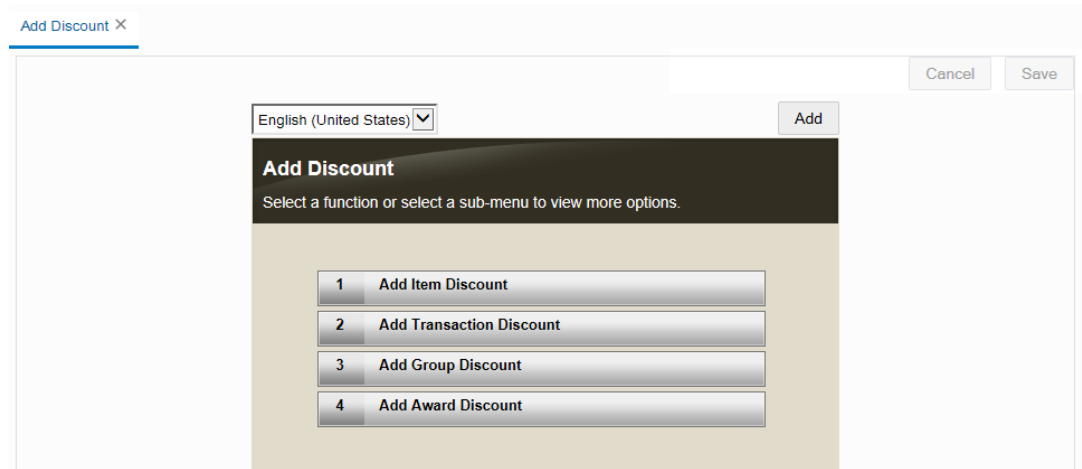 Add Discount ×
Cancel Save
English (United States) Add
Add Discount
Select a function or select a sub-menu to view more options.
1 Add Item Discount
2 Add Transaction Discount
3 Add Group Discount
4 Add Award Discount